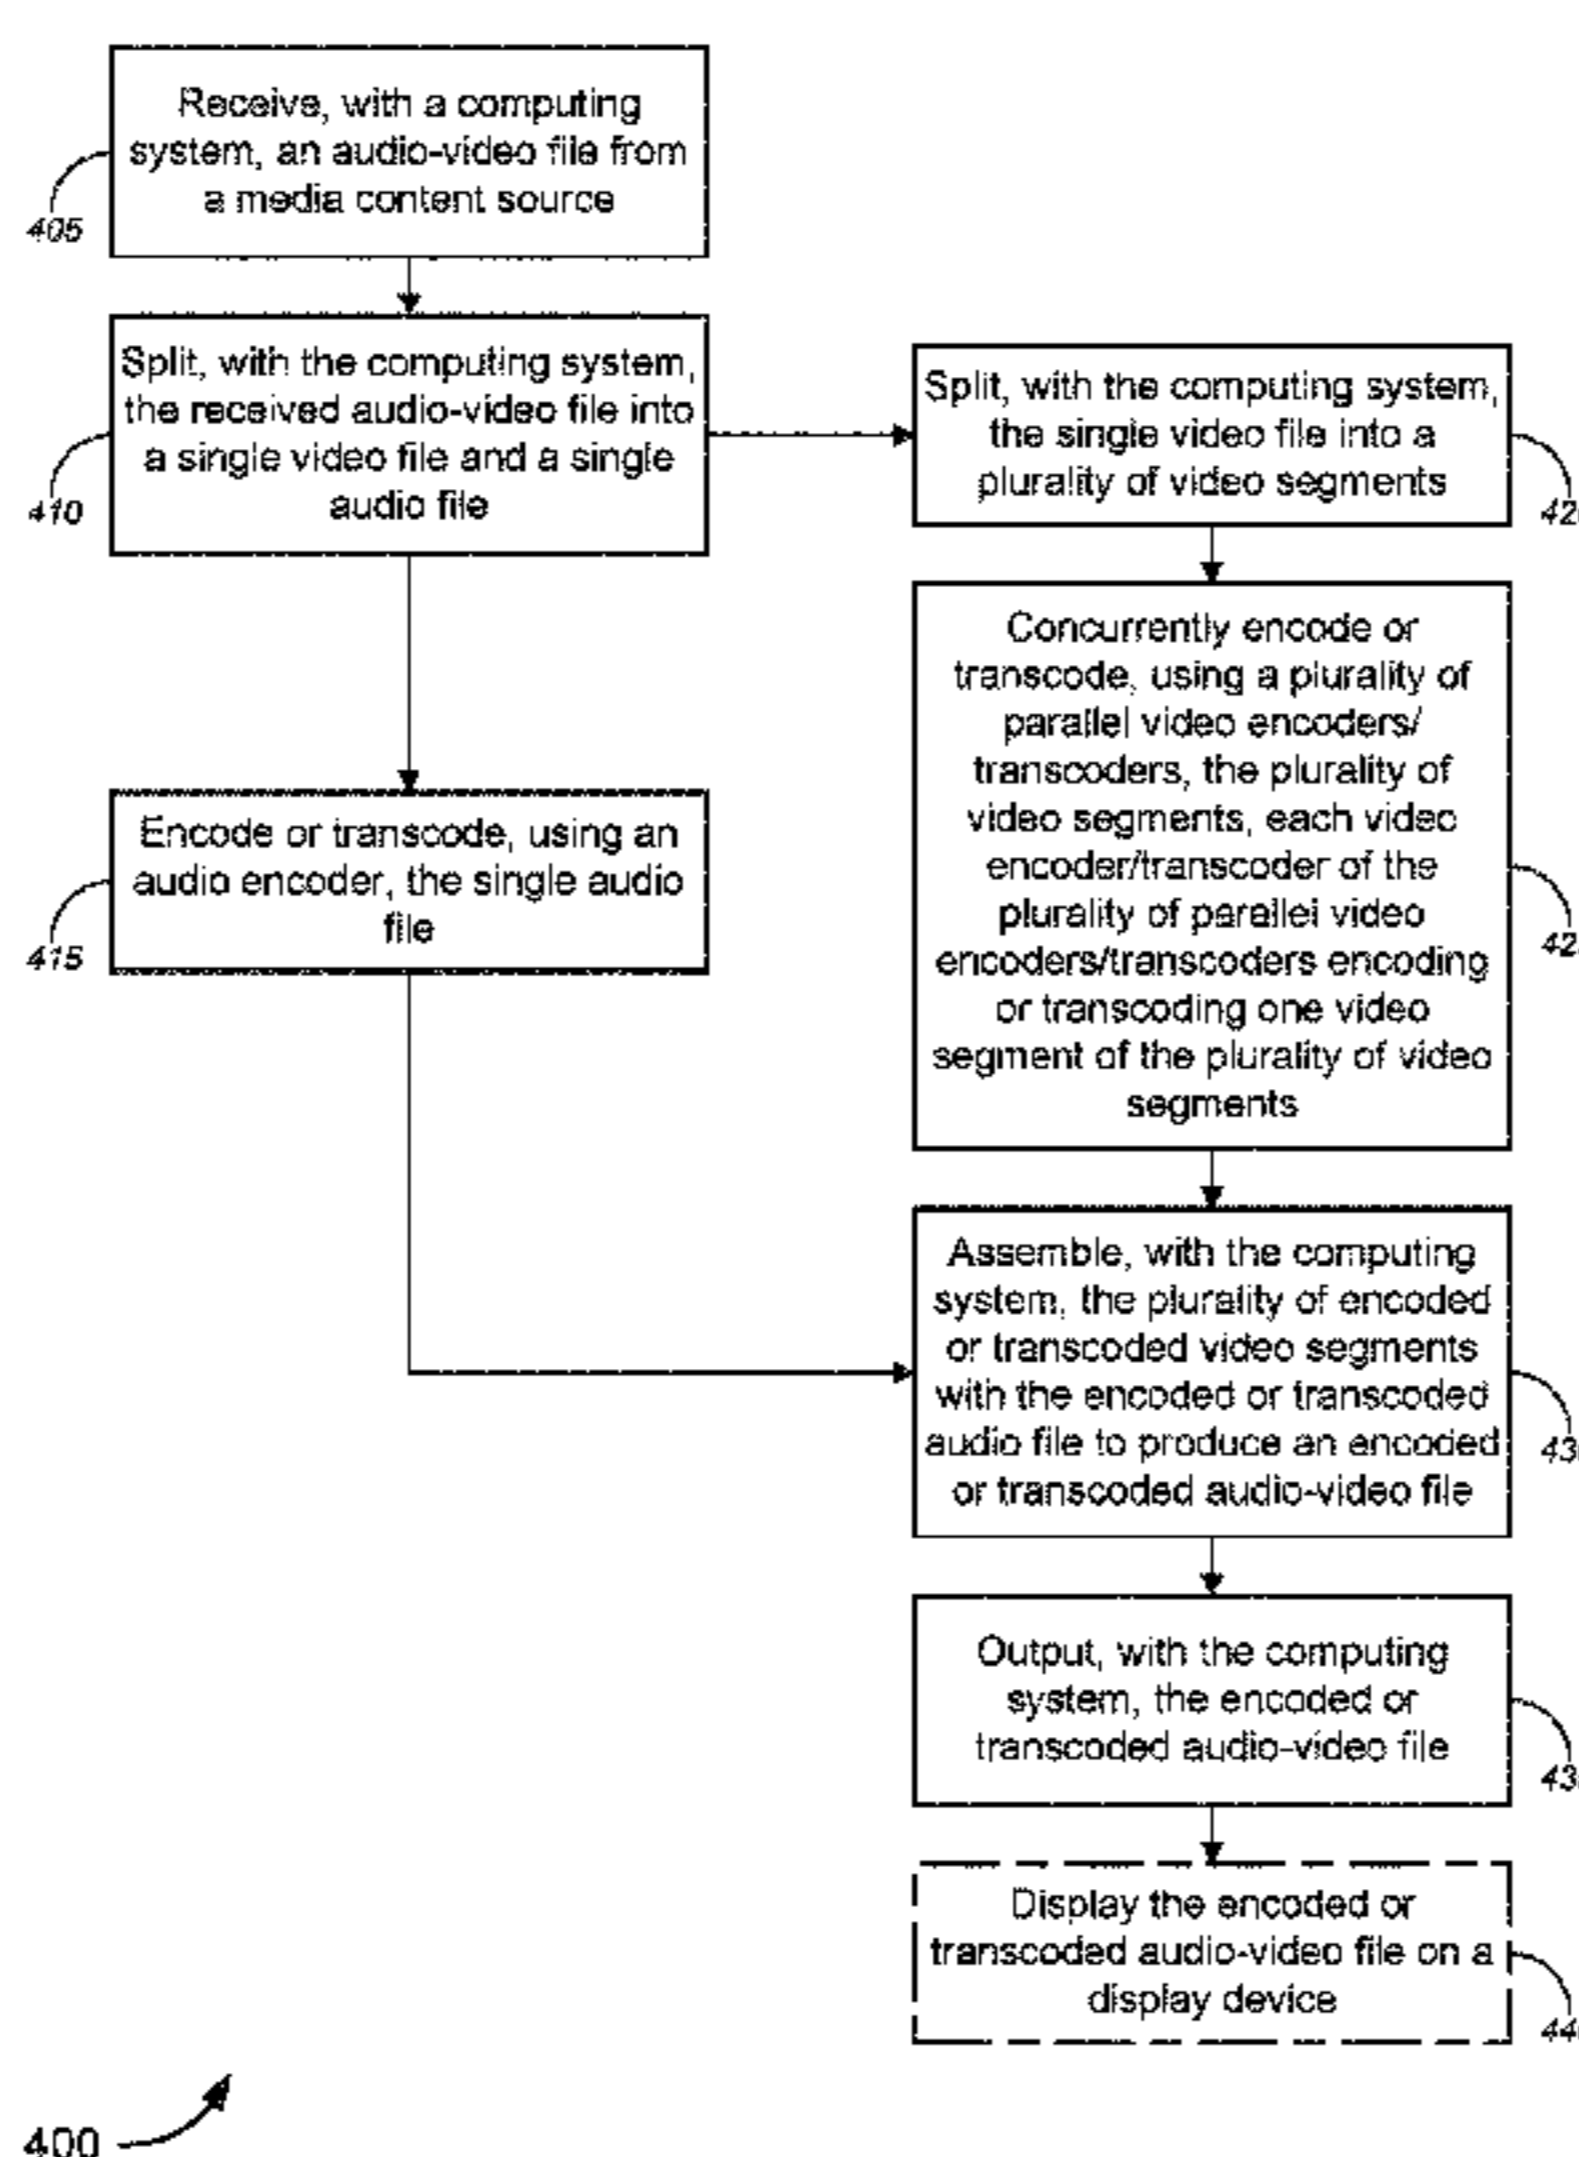 Receive, with a computing
system, an audio-video file from
a media content source
405
Split, with the computing system,
the received audio-video file into
a single video file and a single
audio file
410
Encode or transcode, using an
audio encoder, the single audio
file
415
Split, with the computing system,
the single video file into a
plurality of video segments
Concurrently encode or
transcode, using a plurality of
parallel video encoders/
transcoders, the plurality of
video segments, each video
encoder/transcoder of the
plurality of parallel video
encoders/transcoders encoding
or transcoding one video
segment of the plurality of video
segments
Assemble, with the computing
system, the plurality of encoded
or transcoded video segments
with the encoded or transcoded
audio file to produce an encoded
or transcoded audio-video file
Output, with the computing
system, the encoded or
transcoded audio-video file
Display the encoded or
transcoded audio-video file on a
display device
400